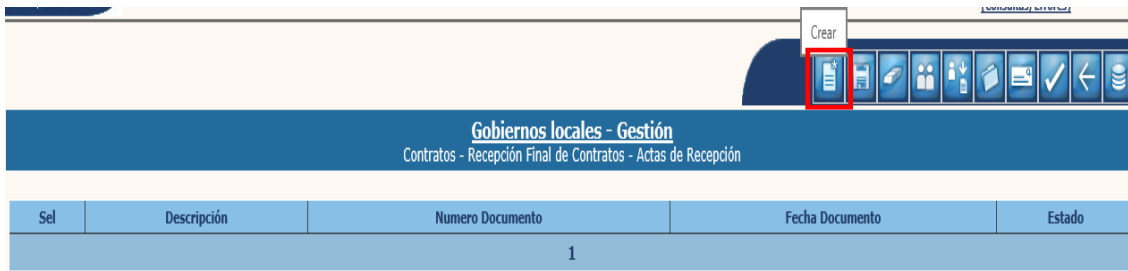 Crear
Gobiernos locales - Gestión
Contratos - Recepción Final de Contratos - Actas de Recepción
Sel Descripción Numero Documento Fecha Documento Estado
1